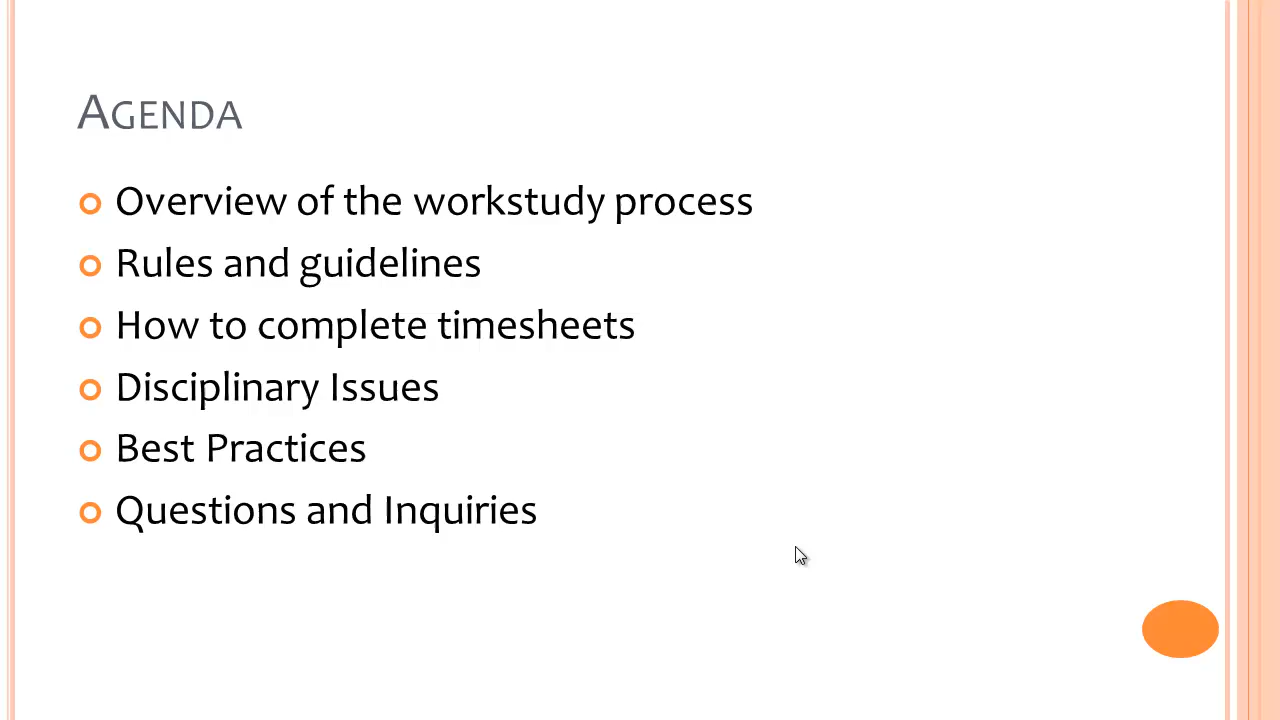 AGENDA
Overview of the workstudy process
Rules and guidelines
How to complete timesheets
Disciplinary Issues
Best Practices
Questions and Inquiries